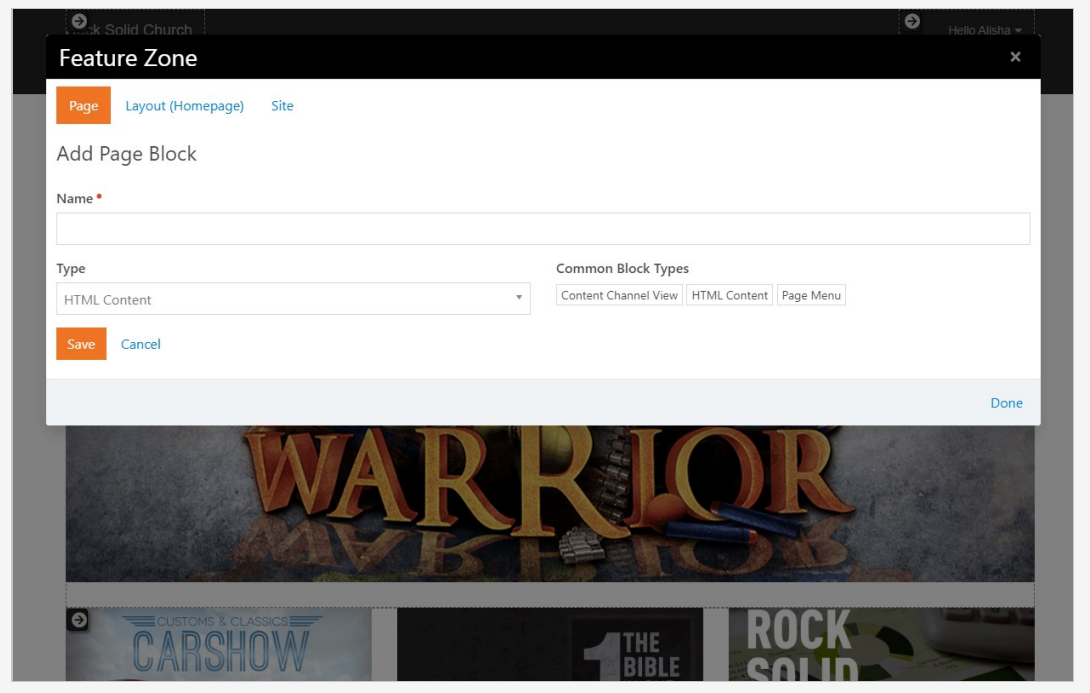 Rock Solid Church
Hello Alisha
Feature Zone
×
Page Layout (Homepage) Site
Add Page Block
Name
Type
Common Block Types
HTML Content
Content Channel View HTML Content Page Menu
Save Cancel
Done
WARRIOR
CUSTOMS & CLASSICS
CARSHOW
1 THE
BIBLE
ROCK
SOLID